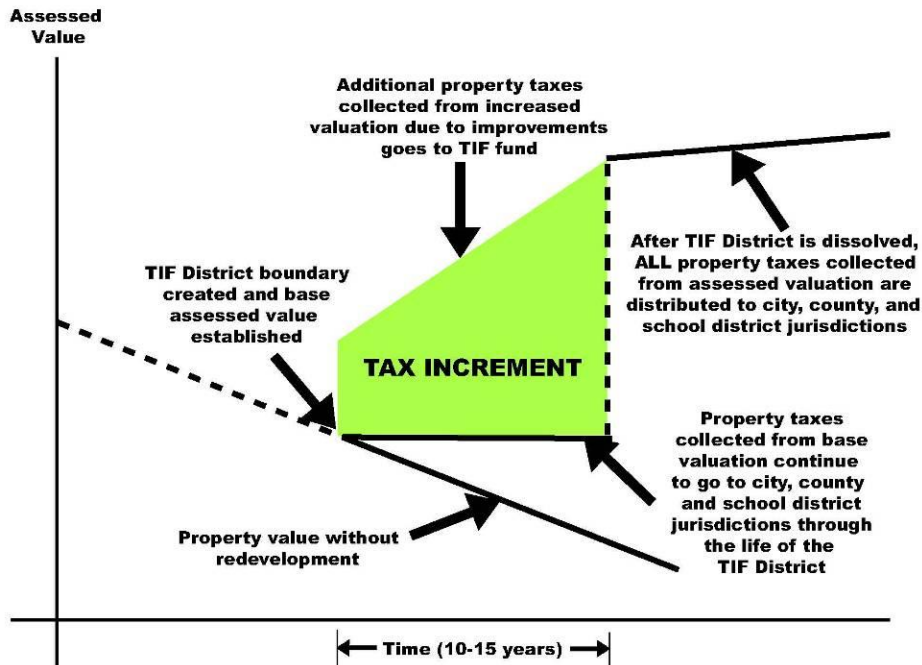 Assessed
Value
Additional property taxes
collected from increased
valuation due to improvements
goes to TIF fund
TIF District boundary
created and base
assessed value
established
TAX INCREMENT
After TIF District is dissolved,
ALL property taxes collected
from assessed valuation are
distributed to city, county, and
school district jurisdictions
Property taxes
collected from base
valuation continue
to go to city, county
and school district
jurisdictions through
the life of the
TIF District
Property value without
redevelopment
Time (10-15 years)